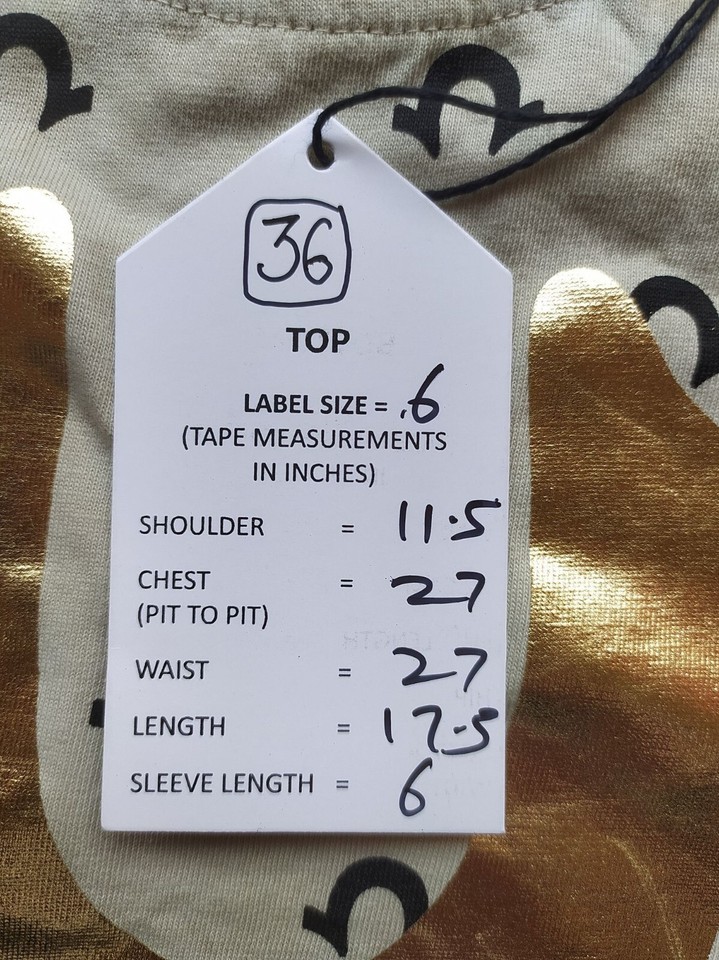 36
TOP
LABEL SIZE = 6
(TAPE MEASUREMENTS
IN INCHES)
SHOULDER = 11.5
CHEST = 27
(PIT TO PIT)
WAIST = 27
LENGTH = 17.5
SLEEVE LENGTH = 6